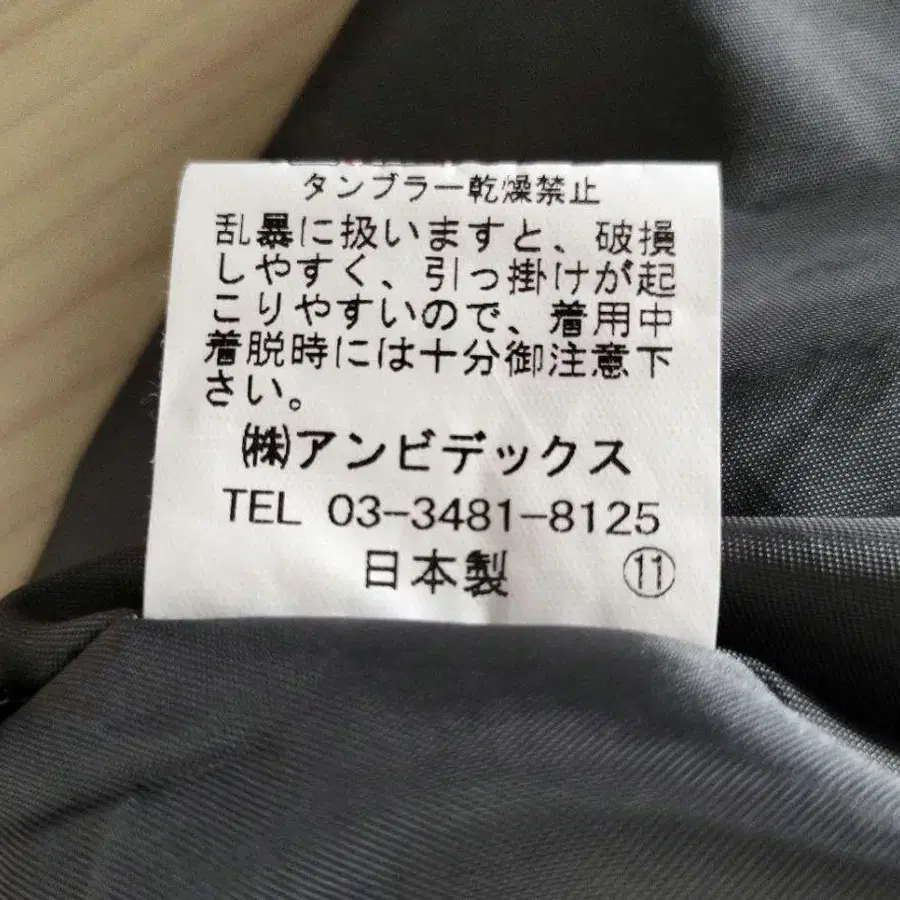 タンブラー乾燥禁止
乱暴に扱いますと、破損
しやすく、引っ掛けが起
こりやすいので、着用中
着脱時には十分御注意下
さい。
㈱アンビデックス
TEL 03-3481-8125
日本製 ⑪